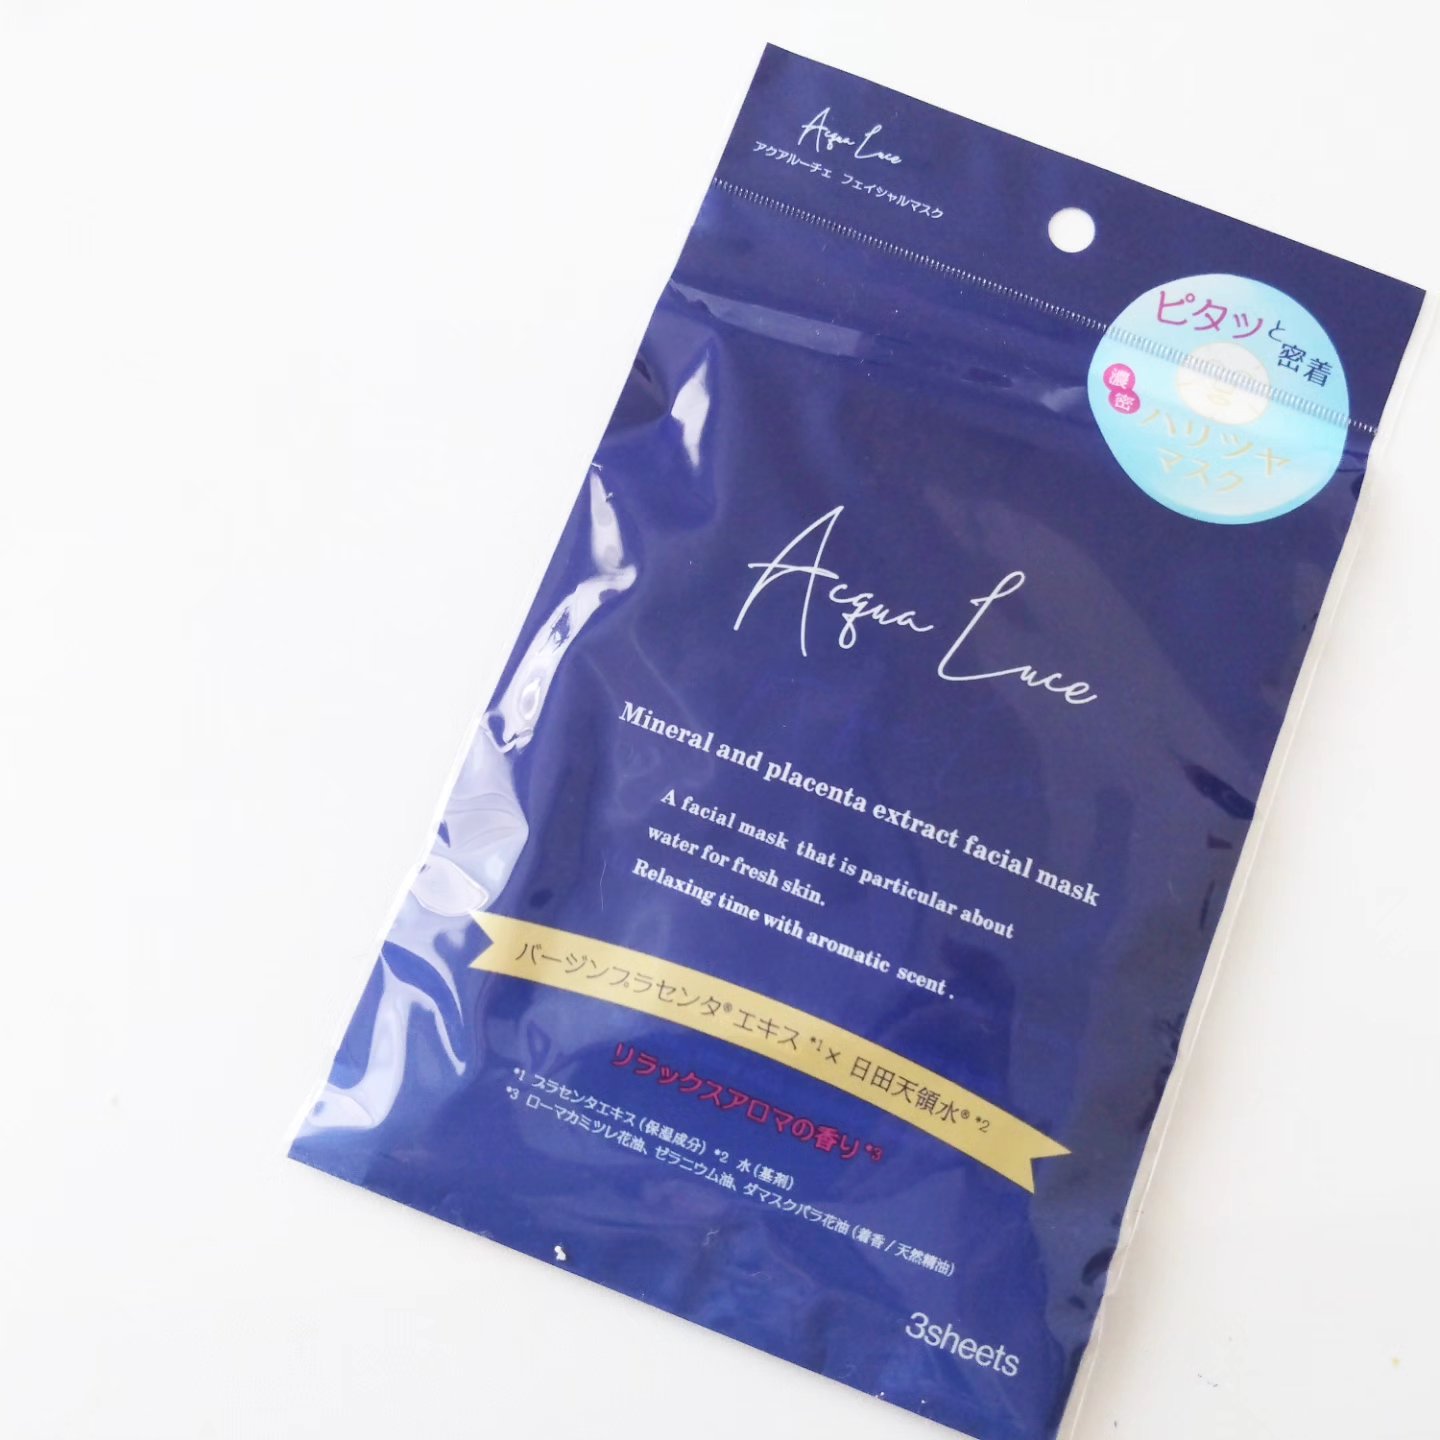 Acqua Luce
アクアルーチェ フェイシャルマスク
ピタッと密着
濃密
ハリツヤ
マスク
Acqua Luce
Mineral and placenta extract facial mask
A facial mask that is particular about
water for fresh skin.
Relaxing time with aromatic scent.
バージンプラセンタ®エキス*1× 日田天領水®*2
リラックスアロマの香り*3
*1 プラセンタエキス(保湿成分) *2 水(基剤)
*3 ローマカミツレ花油、ゼラニウム油、ダマスクバラ花油(着香/天然精油)
3sheets